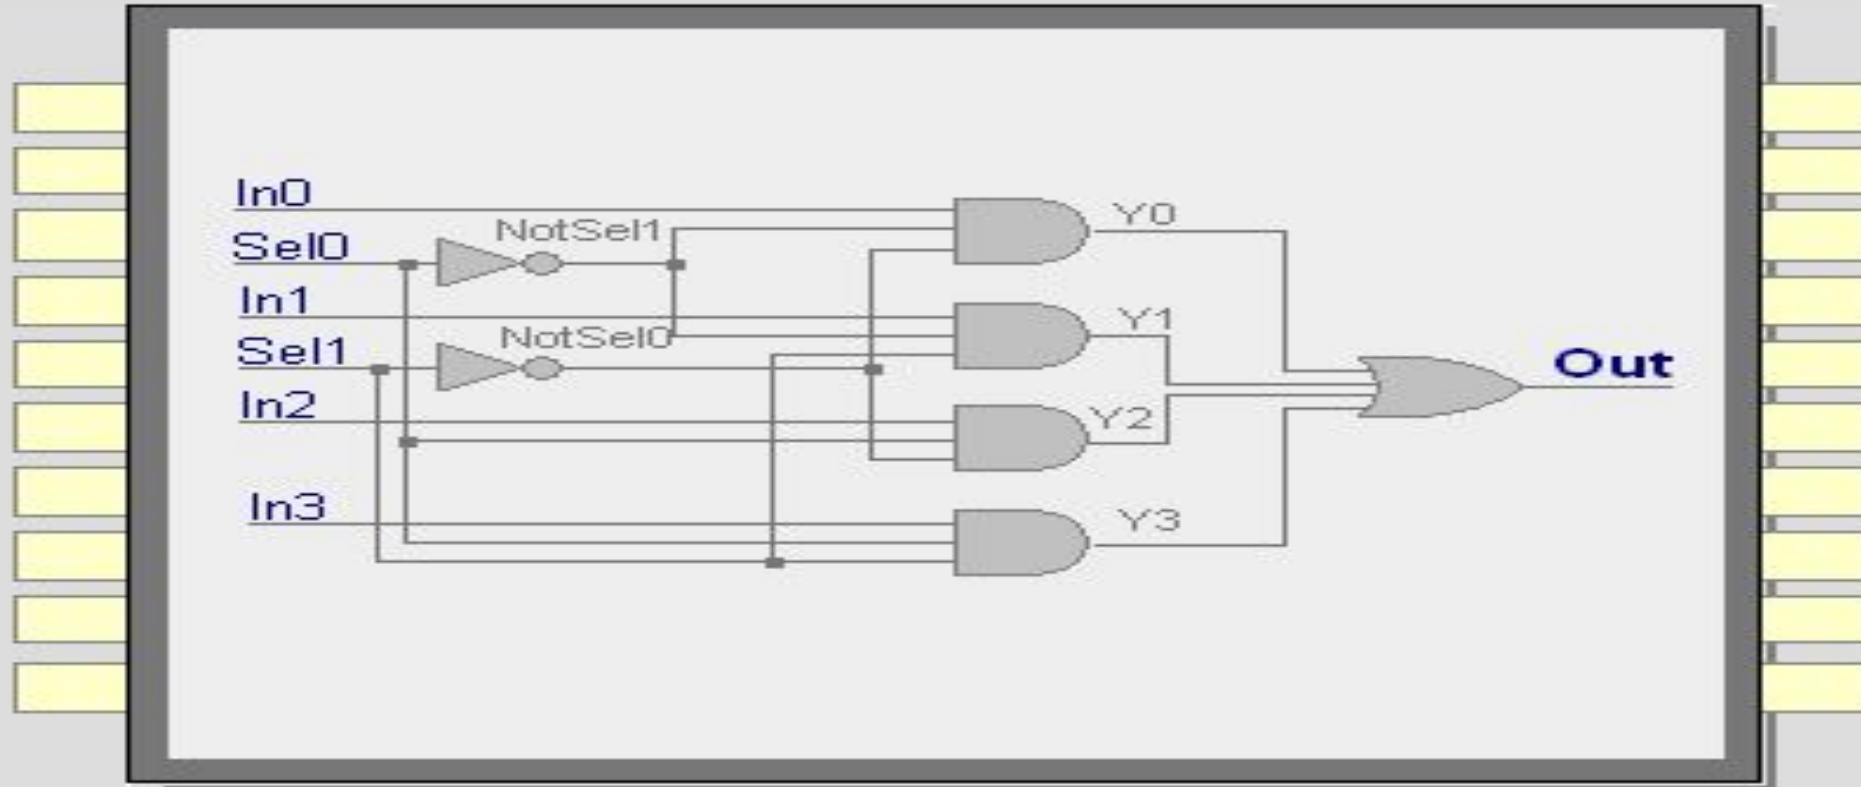 In0
Sel0
NotSel1
In1
Sel1
NotSel0
In2
In3
Y0
Y1
Y2
Y3
Out